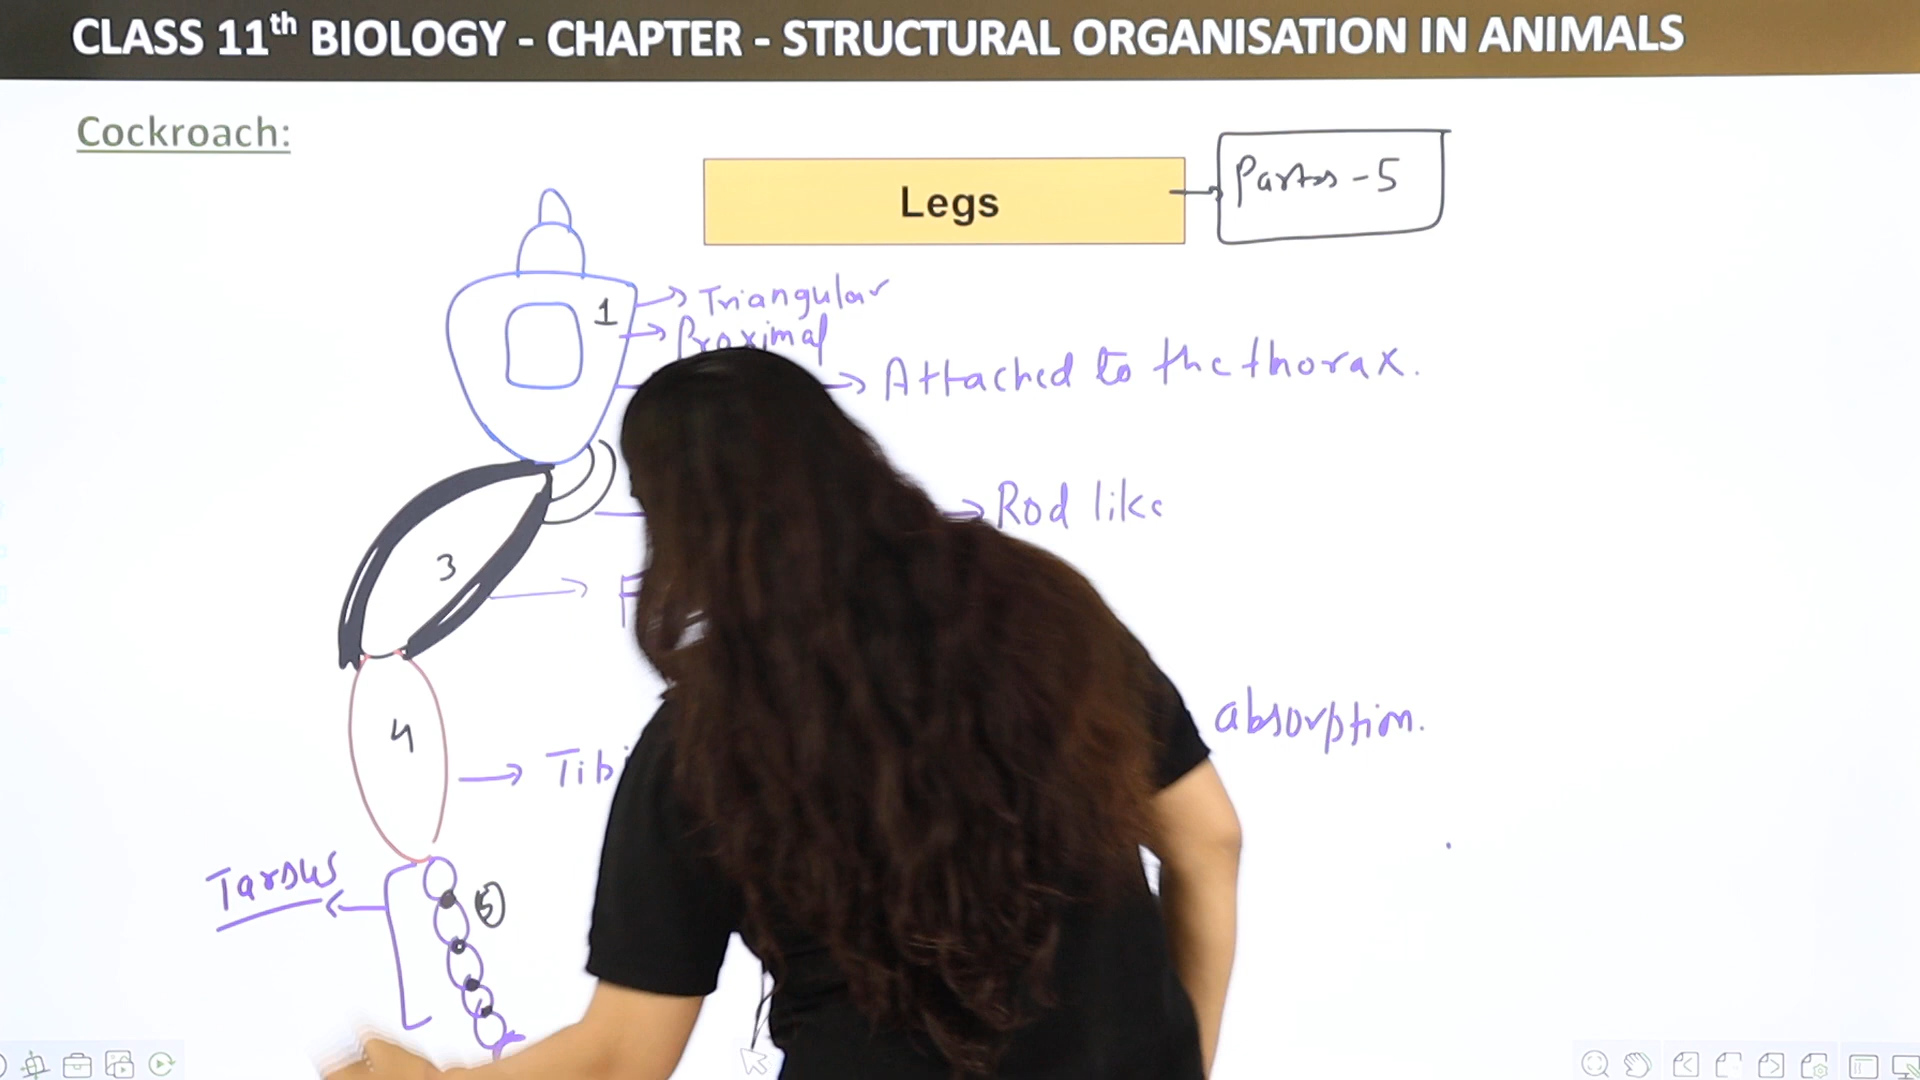 CLASS 11th BIOLOGY - CHAPTER - STRUCTURAL ORGANISATION IN ANIMALS
Cockroach:
Legs
Parts - 5
1
Triangular
Proximal
Attached to the thorax.
Rod like
3
4
absorption.
Tarsus
5